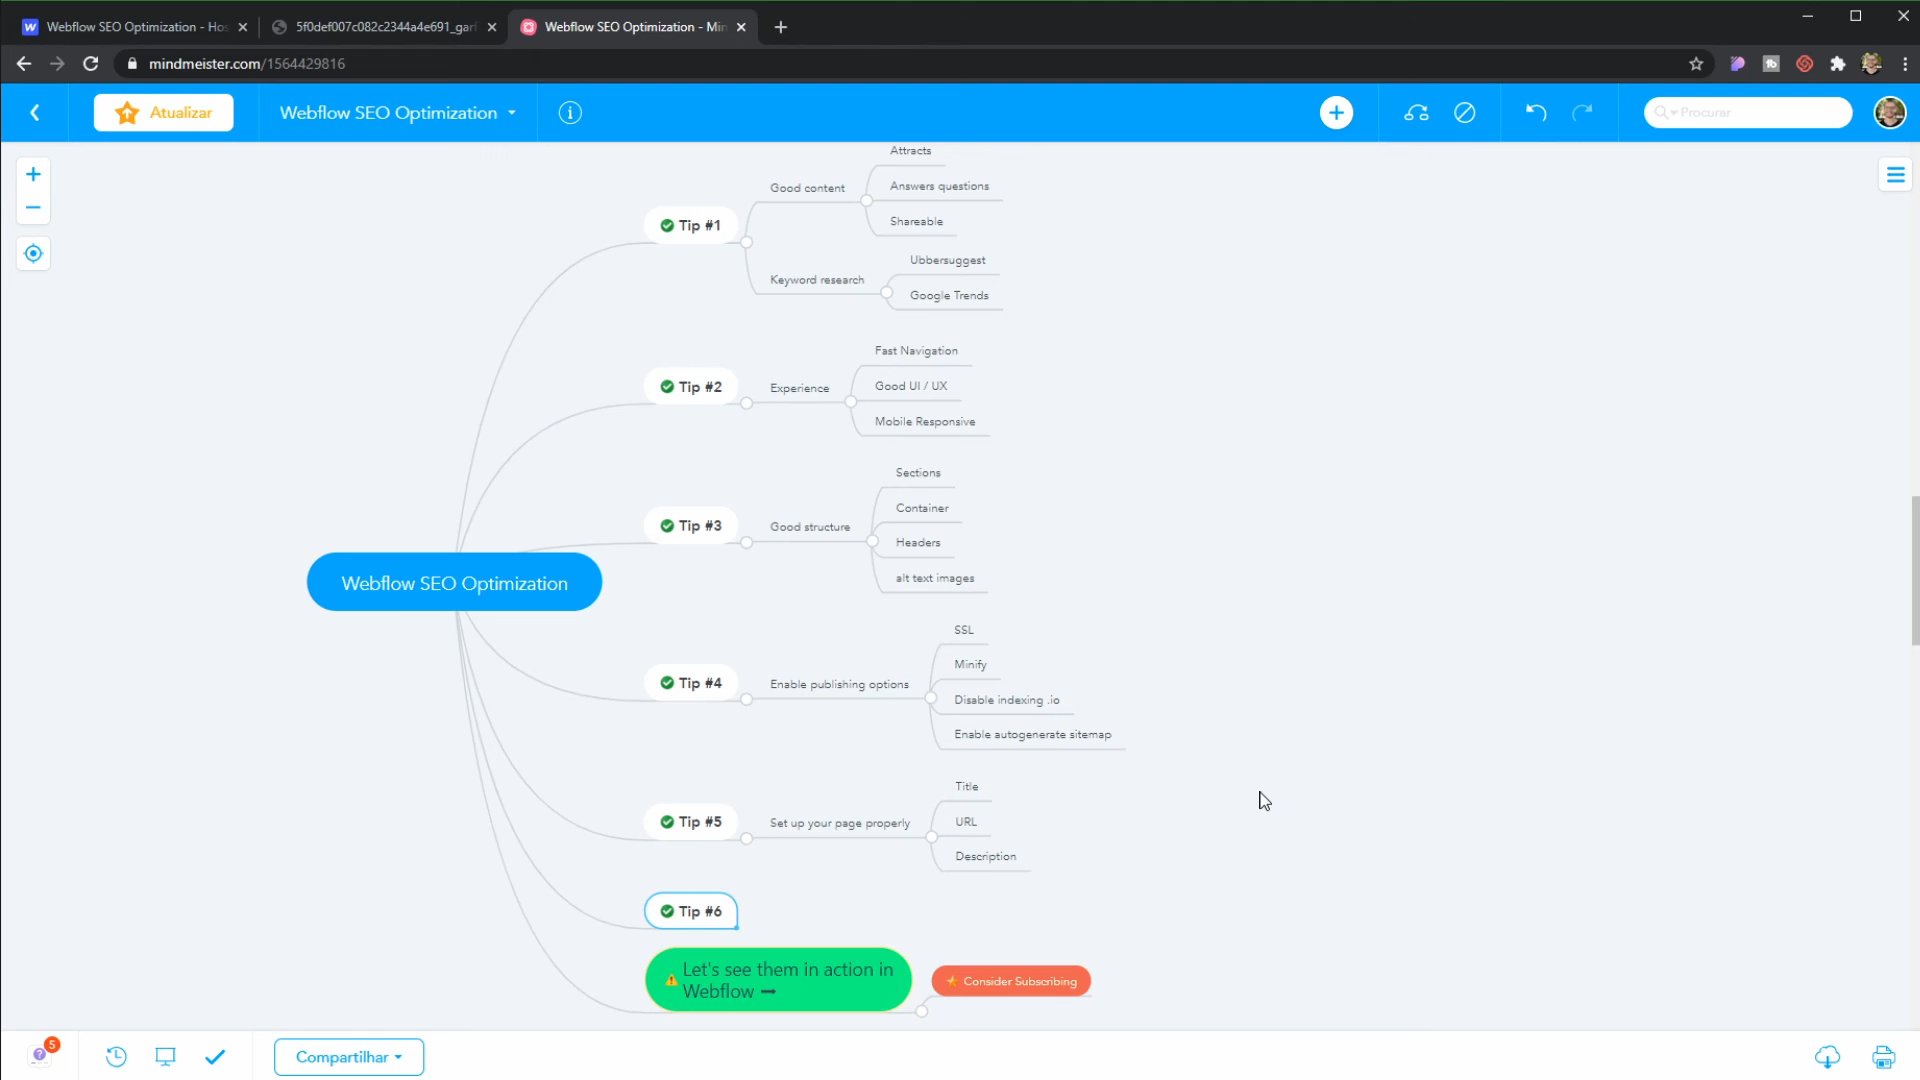 Webflow SEO Optimization - Hos
5f0def007c082c2344a4e691_garf
Webflow SEO Optimization - Min
mindmeister.com/1564429816
Atualizar
Webflow SEO Optimization
Procurar
Attracts
Good content
Answers questions
Shareable
Tip #1
Ubbersuggest
Keyword research
Google Trends
Fast Navigation
Tip #2
Experience
Good UI / UX
Mobile Responsive
Sections
Container
Tip #3
Good structure
Headers
alt text images
Webflow SEO Optimization
SSL
Minify
Tip #4
Enable publishing options
Disable indexing .io
Enable autogenerate sitemap
Title
Tip #5
Set up your page properly
URL
Description
Tip #6
Let's see them in action in
Webflow ➡
Consider Subscribing
5
Compartilhar